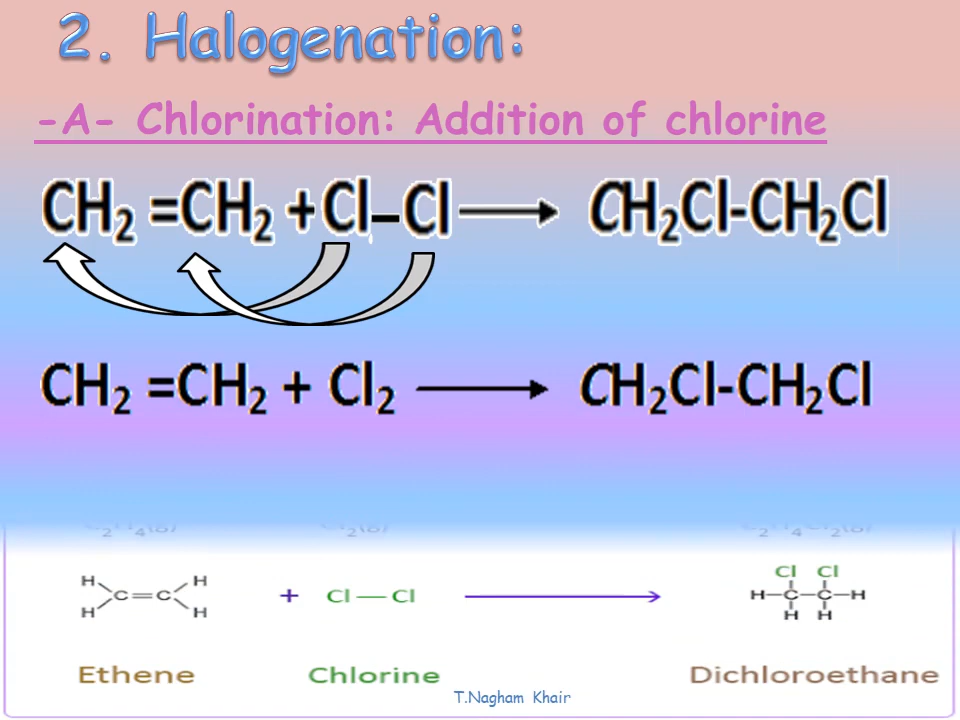 2. Halogenation:
-A- Chlorination: Addition of chlorine
CH₂ =CH₂ + Cl–Cl ⟶ CH₂Cl-CH₂Cl
CH₂ =CH₂ + Cl₂ ⟶ CH₂Cl-CH₂Cl
Cl Cl
H H
C=C + Cl — Cl ⟶ H–C–C–H
H H
H H
Ethene Chlorine Dichloroethane
T.Nagham Khair